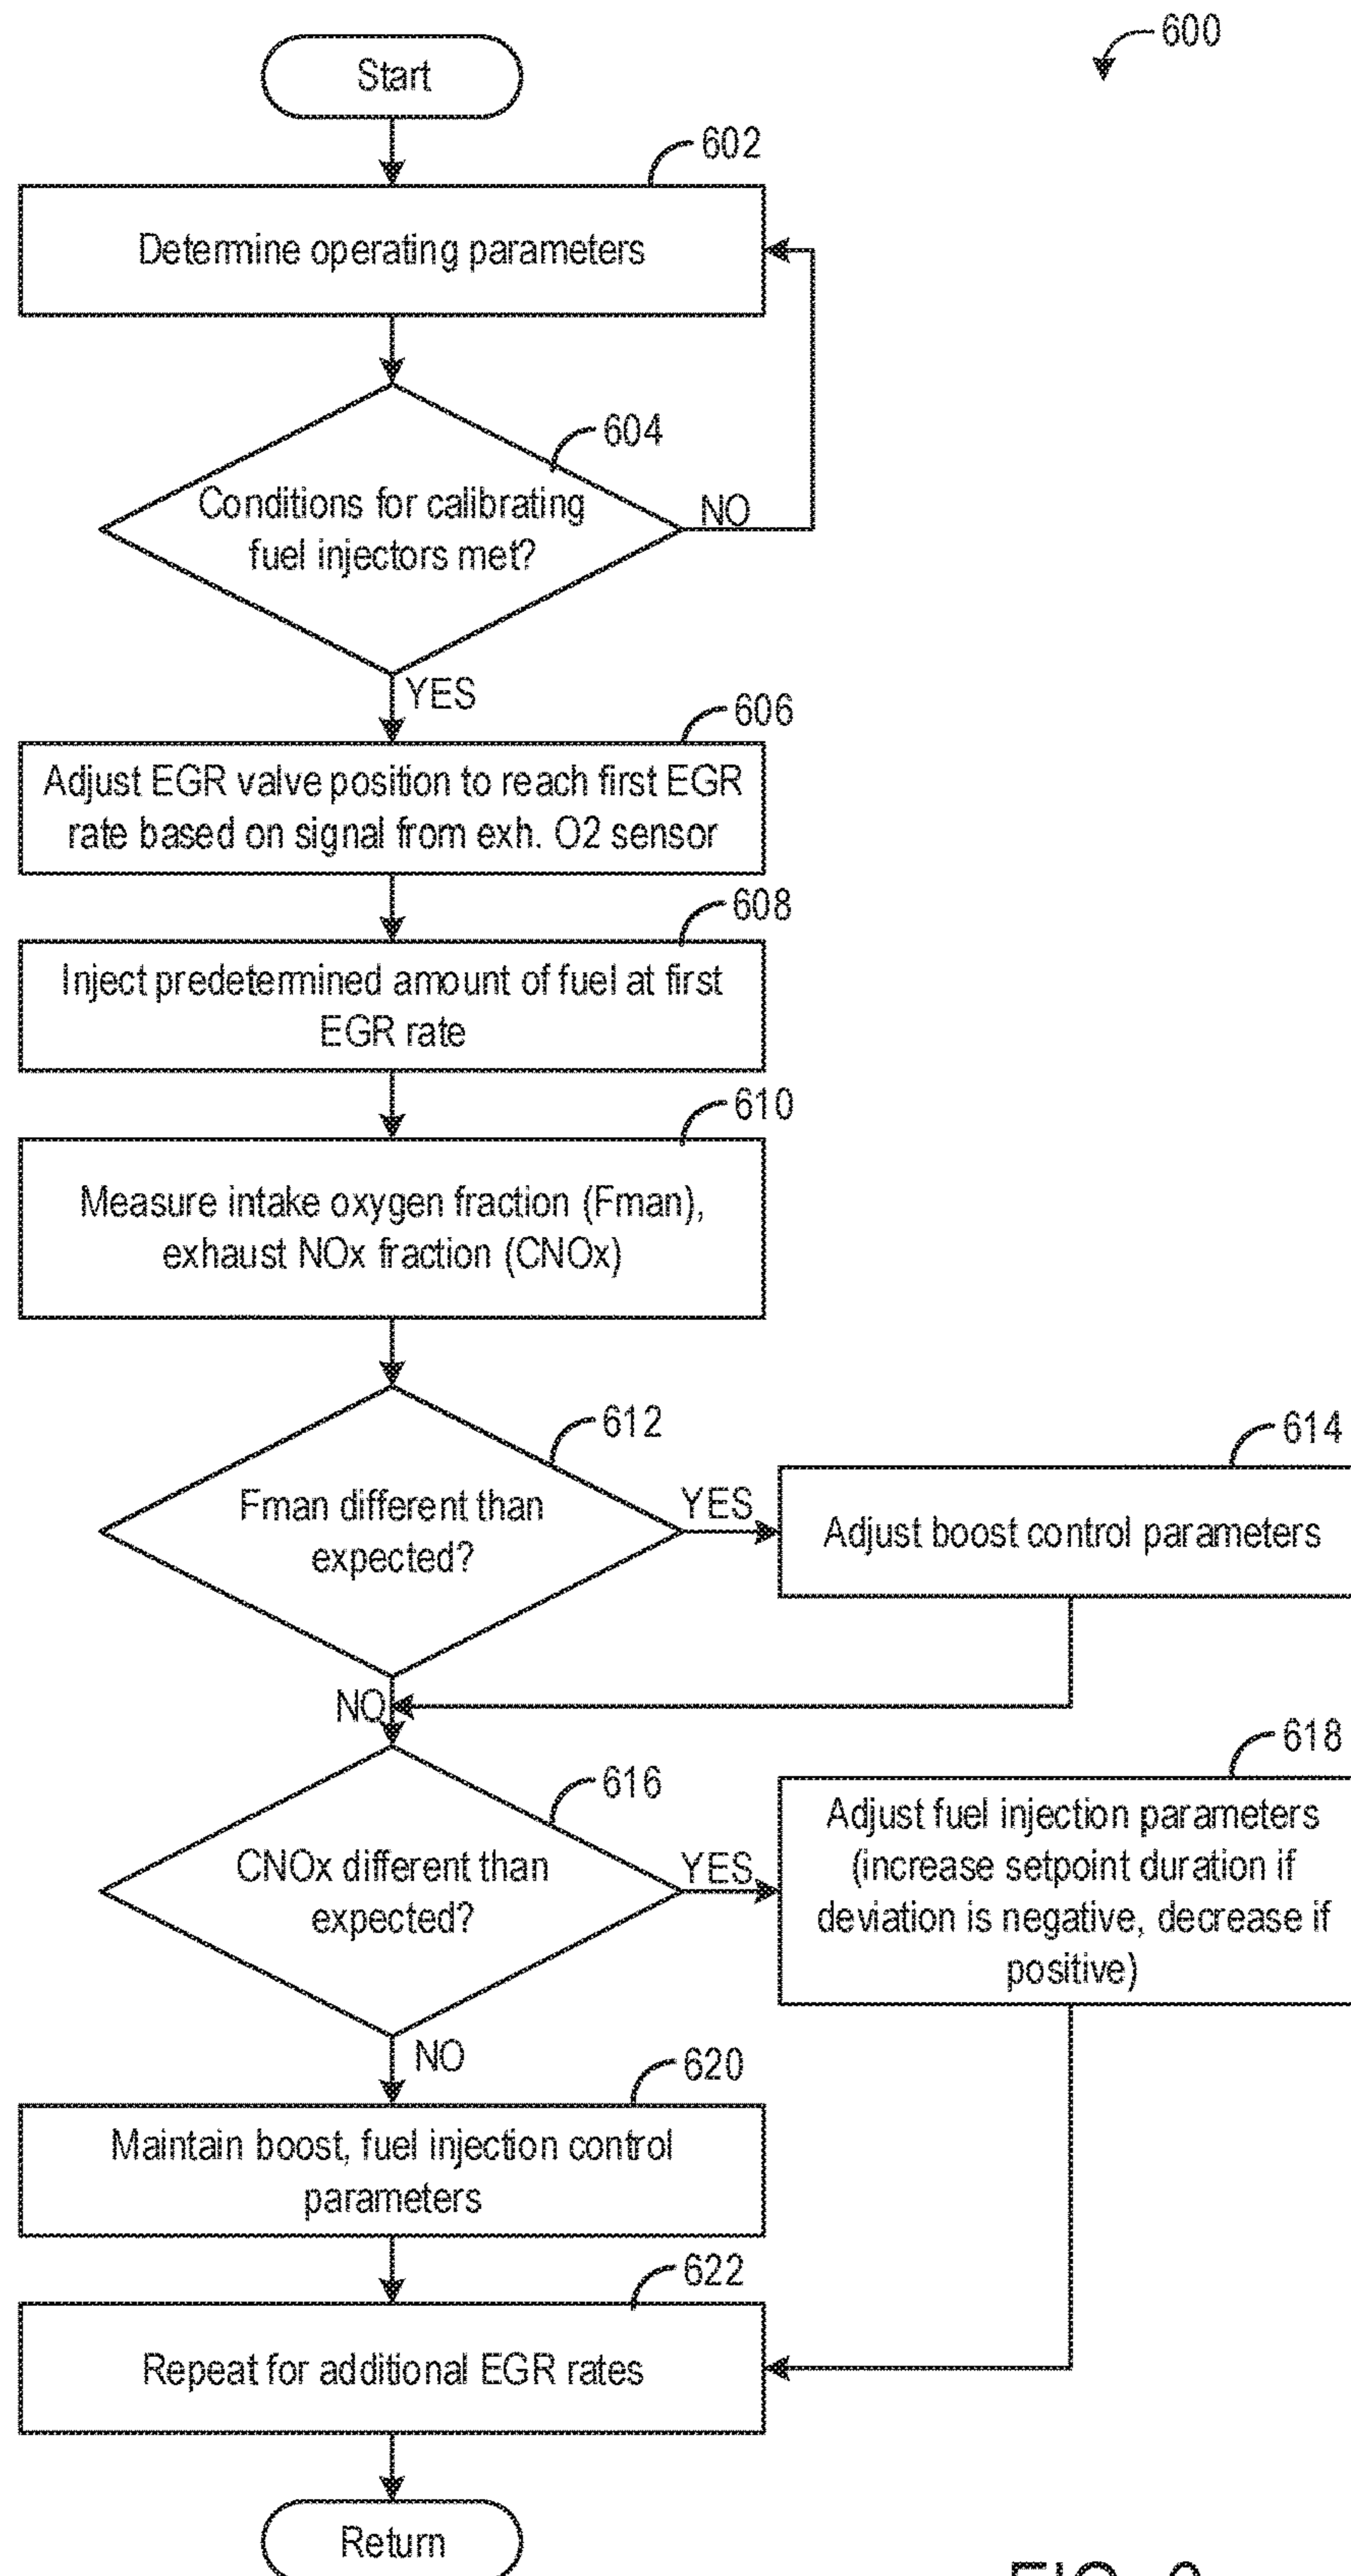 600
Start
602
Determine operating parameters
604
Conditions for calibrating
fuel injectors met?
NO
YES
606
Adjust EGR valve position to reach first EGR
rate based on signal from exh. O2 sensor
608
Inject predetermined amount of fuel at first
EGR rate
610
Measure intake oxygen fraction (Fman),
exhaust NOx fraction (CNOx)
612
Fman different than
expected?
YES
614
Adjust boost control parameters
NO
616
CNOx different than
expected?
YES
618
Adjust fuel injection parameters
(increase setpoint duration if
deviation is negative, decrease if
positive)
NO
620
Maintain boost, fuel injection control
parameters
622
Repeat for additional EGR rates
Return